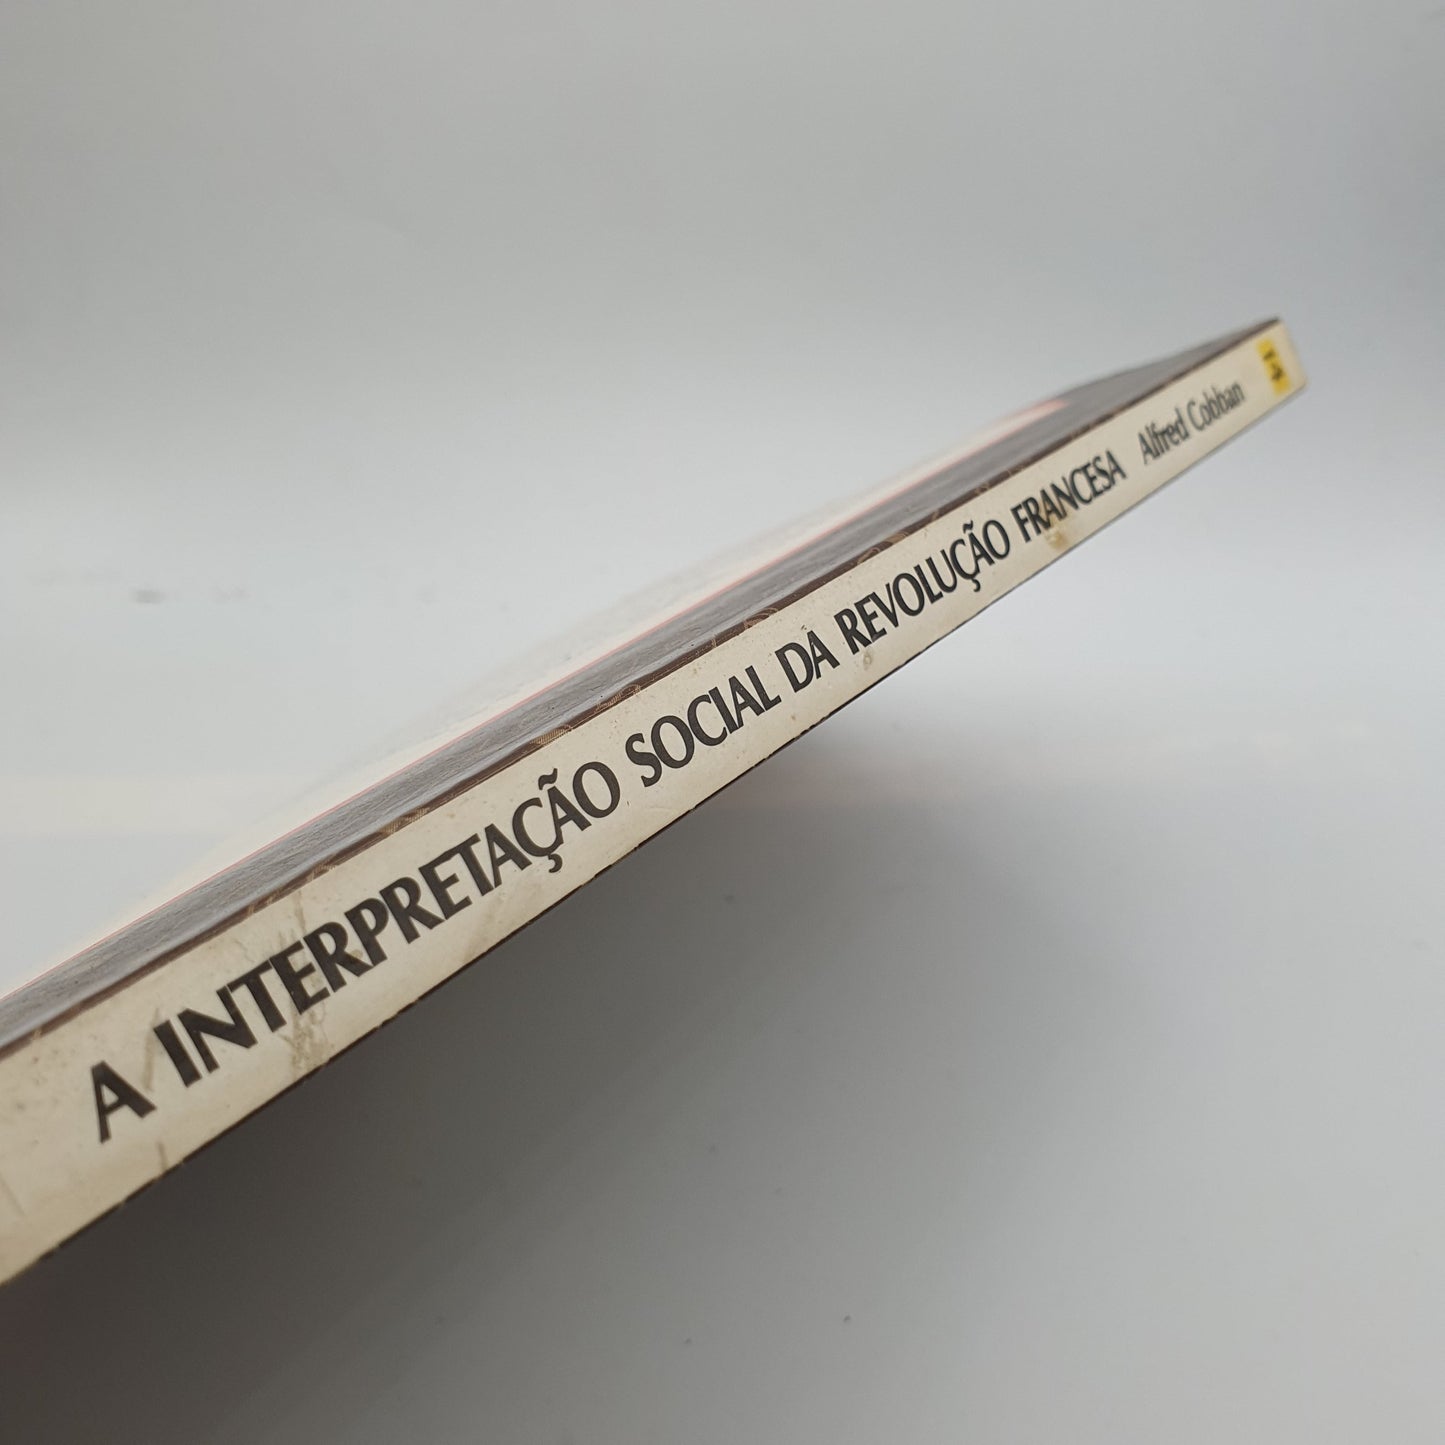 A INTERPRETAÇÃO SOCIAL DA REVOLUÇÃO FRANCESA Alfred Cobban